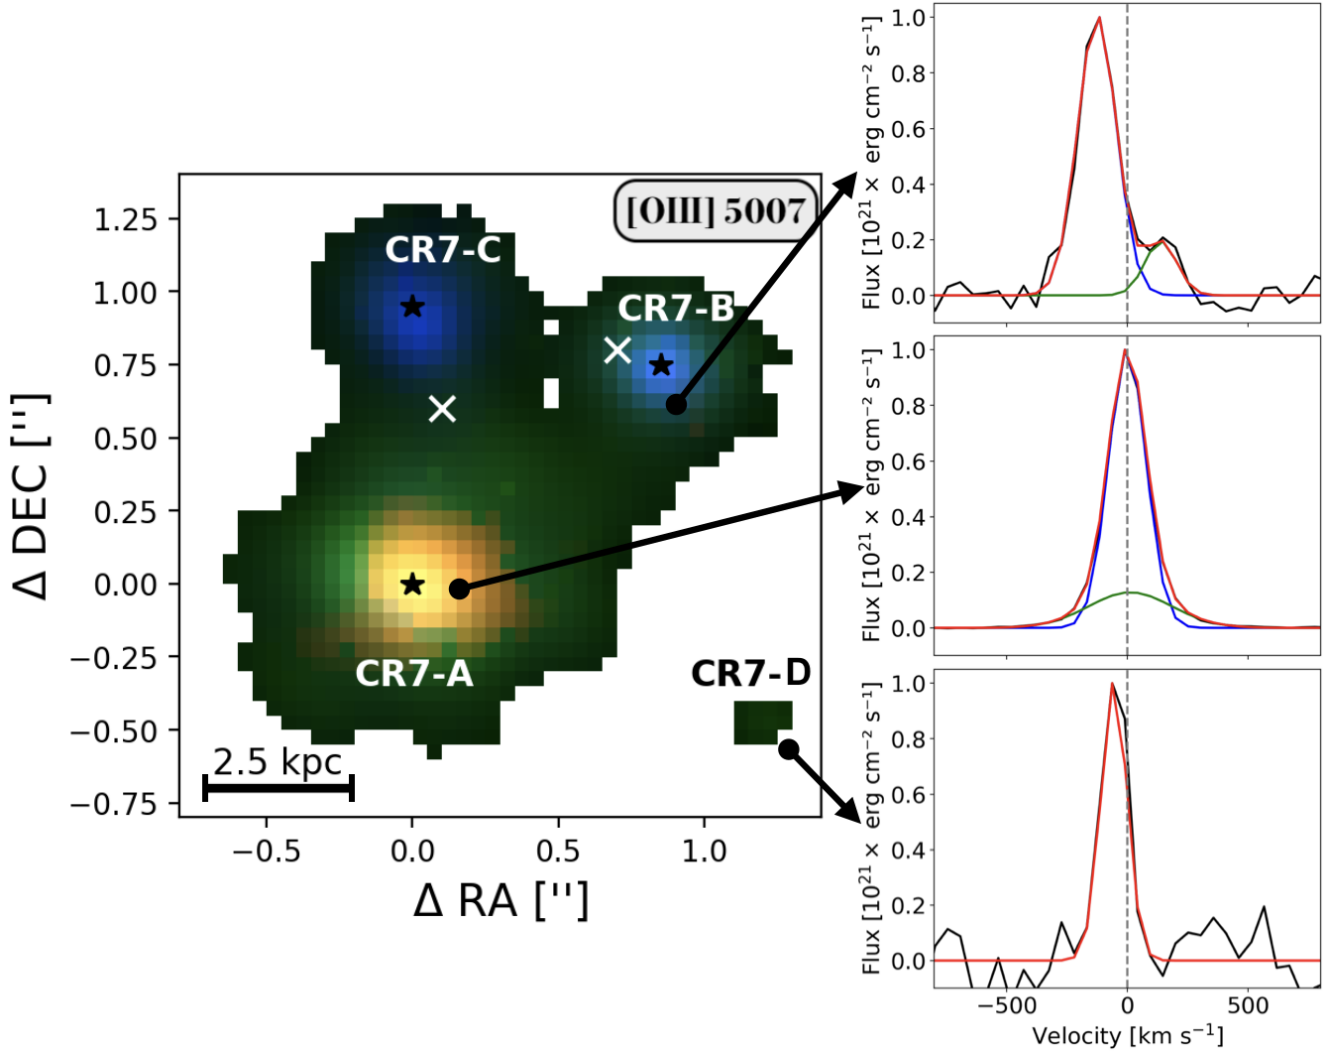 [OIII] 5007
CR7-C
CR7-B
CR7-A
CR7-D
2.5 kpc
1.25
1.00
0.75
0.50
0.25
0.00
−0.25
−0.50
−0.75
Δ DEC ['']
−0.5 0.0 0.5 1.0
Δ RA ['']
1.0
0.8
0.6
0.4
0.2
0.0
Flux [10²¹ × erg cm⁻² s⁻¹]
1.0
0.8
0.6
0.4
0.2
0.0
Flux [10²¹ × erg cm⁻² s⁻¹]
1.0
0.8
0.6
0.4
0.2
0.0
Flux [10²¹ × erg cm⁻² s⁻¹]
−500 0 500
Velocity [km s⁻¹]